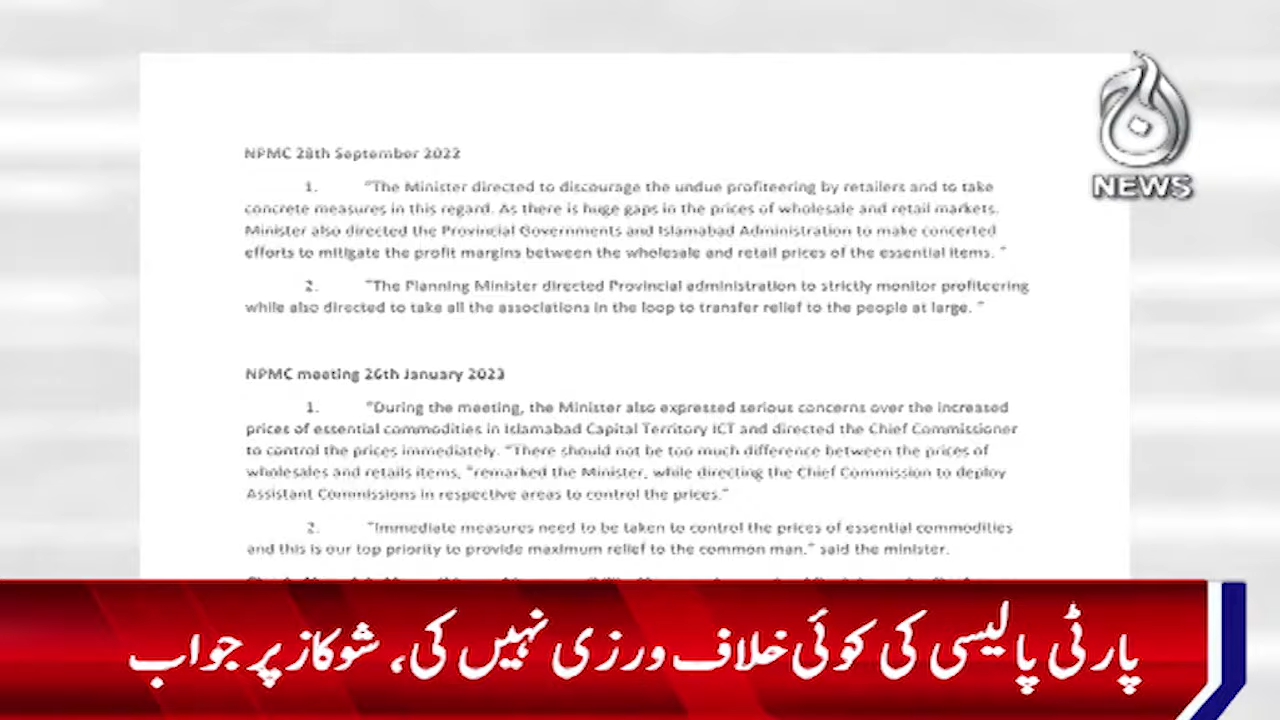 NEWS
NPMC 28th September 2022
1. "The Minister directed to discourage the undue profiteering by retailers and to take
concrete measures in this regard. As there is huge gaps in the prices of wholesale and retail markets.
Minister also directed the Provincial Governments and Islamabad Administration to make concerted
efforts to mitigate the profit margins between the wholesale and retail prices of the essential items. "
2. "The Planning Minister directed Provincial administration to strictly monitor profiteering
while also directed to take all the associations in the loop to transfer relief to the people at large. "
NPMC meeting 26th January 2023
1. "During the meeting, the Minister also expressed serious concerns over the increased
prices of essential commodities in Islamabad Capital Territory ICT and directed the Chief Commissioner
to control the prices immediately. "There should not be too much difference between the prices of
wholesales and retails items, "remarked the Minister, while directing the Chief Commission to deploy
Assistant Commissions in respective areas to control the prices."
2. "Immediate measures need to be taken to control the prices of essential commodities
and this is our top priority to provide maximum relief to the common man." said the minister.
پارٹی پالیسی کی کوئی خلاف ورزی نہیں کی، شوکاز پر جواب